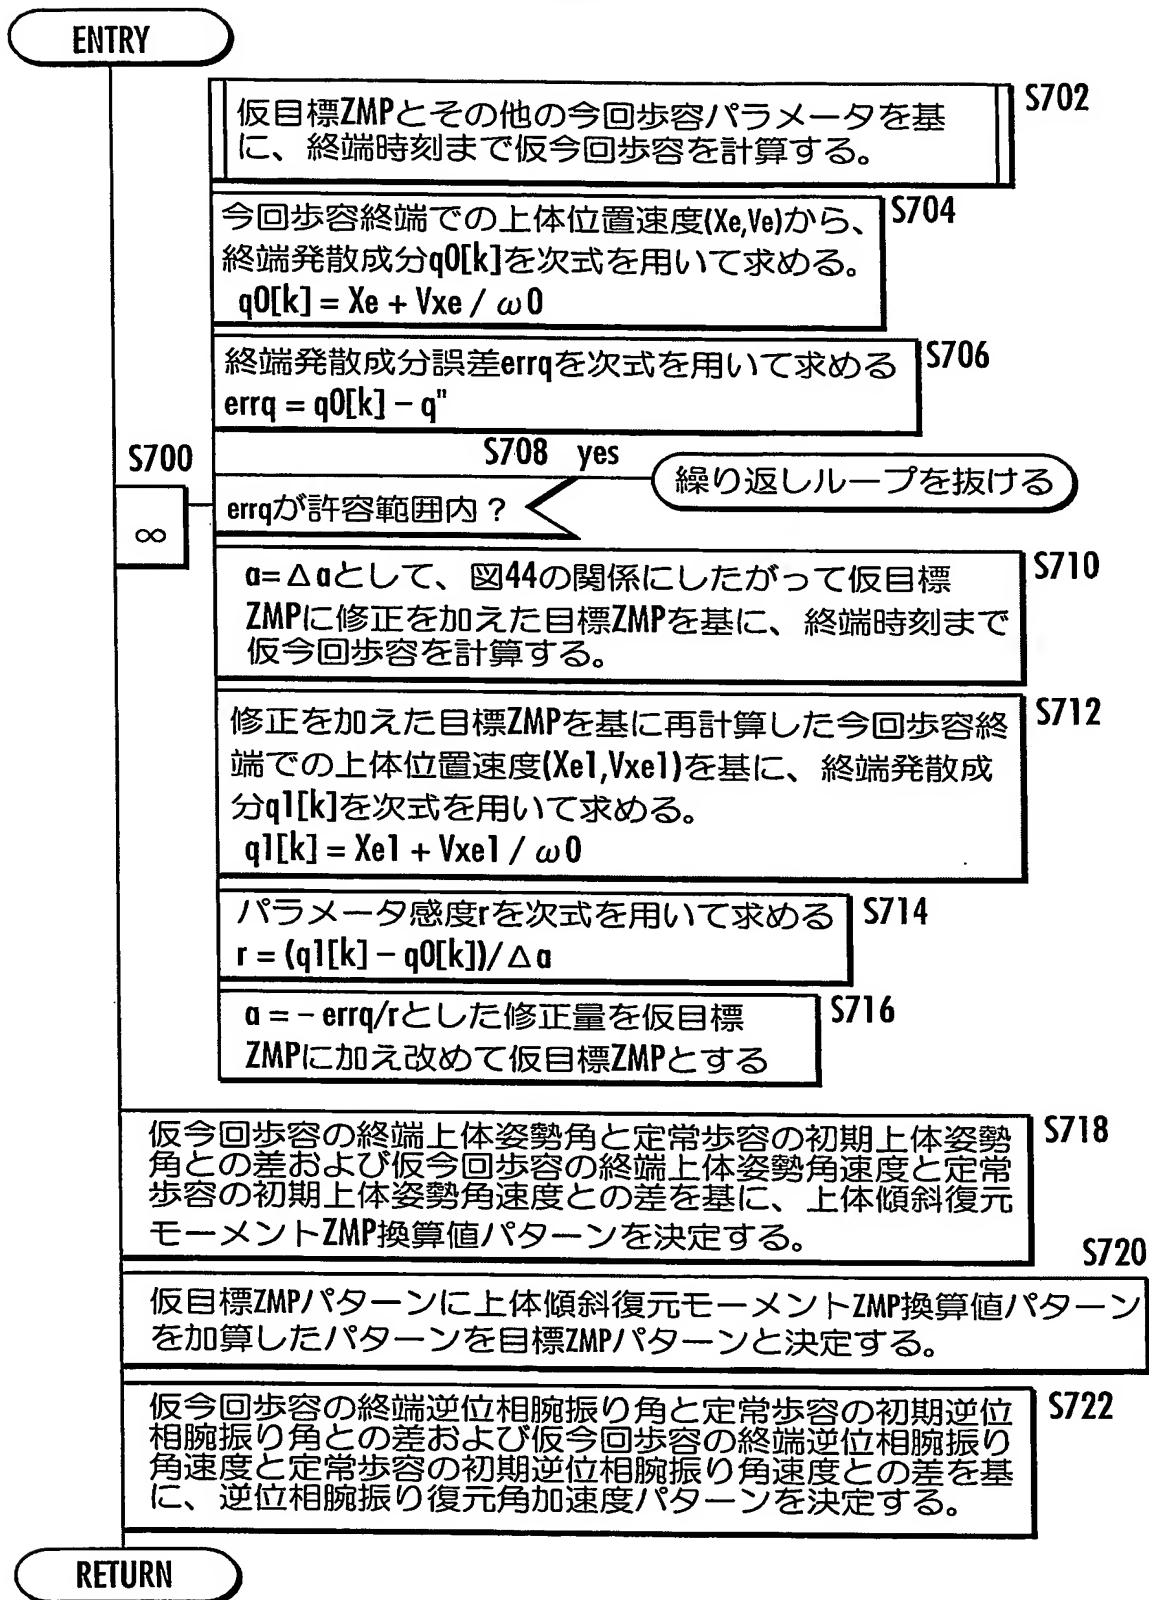 ENTRY
S702
仮目標ZMPとその他の今回歩容パラメータを基
に、終端時刻まで仮今回歩容を計算する。
S704
今回歩容終端での上体位置速度(Xe,Ve)から、
終端発散成分q0[k]を次式を用いて求める。
q0[k] = Xe + Vxe / ω0
S706
終端発散成分誤差errqを次式を用いて求める
errq = q0[k] − q"
S700
∞
S708 yes
errqが許容範囲内？
繰り返しループを抜ける
S710
a=Δaとして、図44の関係にしたがって仮目標
ZMPに修正を加えた目標ZMPを基に、終端時刻まで
仮今回歩容を計算する。
S712
修正を加えた目標ZMPを基に再計算した今回歩容終
端での上体位置速度(Xe1,Vxe1)を基に、終端発散成
分q1[k]を次式を用いて求める。
q1[k] = Xe1 + Vxe1 / ω0
S714
パラメータ感度rを次式を用いて求める
r = (q1[k] − q0[k])/Δa
S716
a = − errq/rとした修正量を仮目標
ZMPに加え改めて仮目標ZMPとする
S718
仮今回歩容の終端上体姿勢角と定常歩容の初期上体姿勢
角との差および仮今回歩容の終端上体姿勢角速度と定常
歩容の初期上体姿勢角速度との差を基に、上体傾斜復元
モーメントZMP換算値パターンを決定する。
S720
仮目標ZMPパターンに上体傾斜復元モーメントZMP換算値パターン
を加算したパターンを目標ZMPパターンと決定する。
S722
仮今回歩容の終端逆位相腕振り角と定常歩容の初期逆位
相腕振り角との差および仮今回歩容の終端逆位相腕振り
角速度と定常歩容の初期逆位相腕振り角速度との差を基
に、逆位相腕振り復元角加速度パターンを決定する。
RETURN